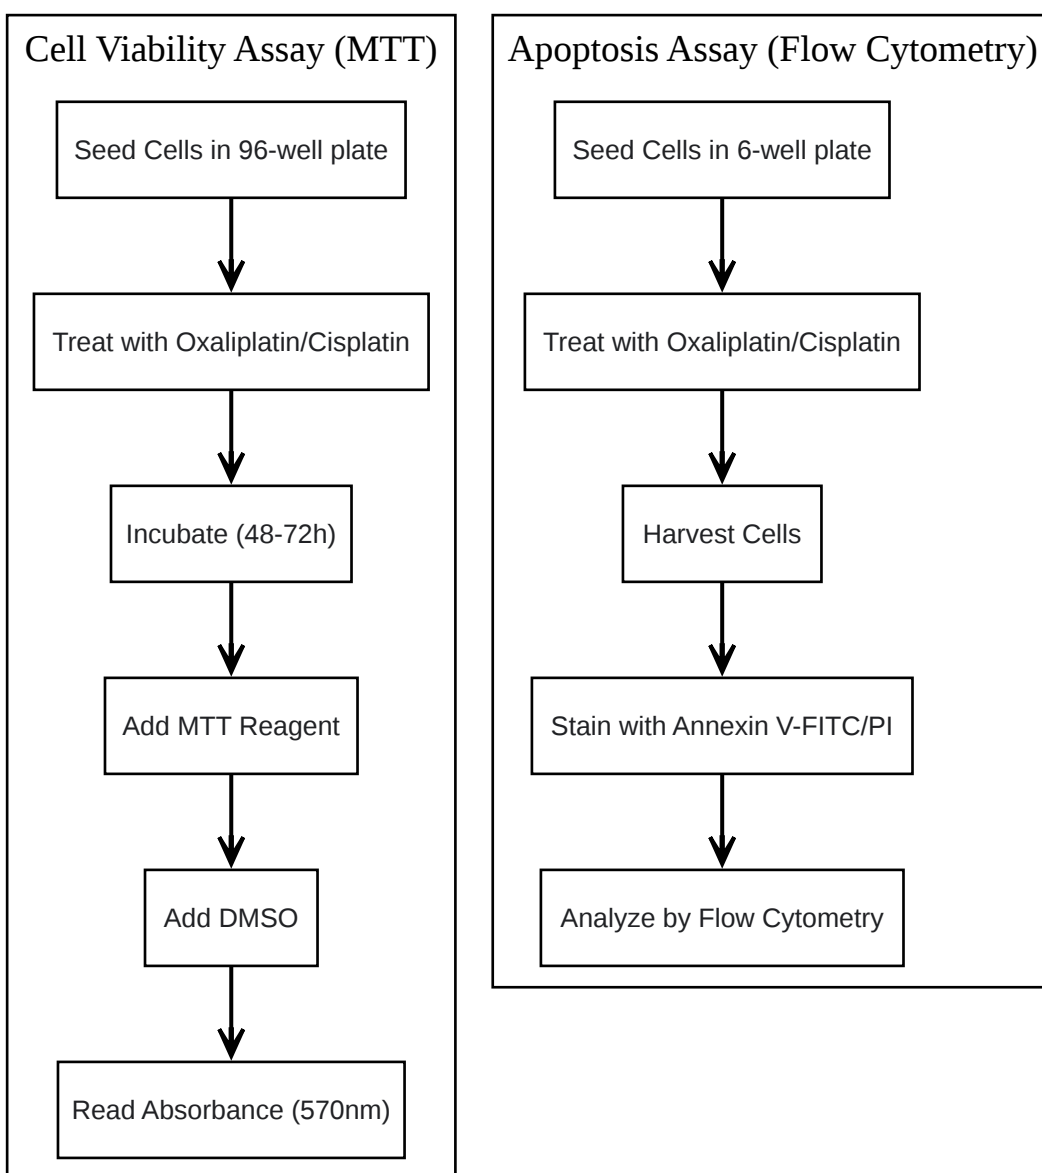 Cell Viability Assay (MTT)
Seed Cells in 96-well plate
Treat with Oxaliplatin/Cisplatin
Incubate (48-72h)
Add MTT Reagent
Add DMSO
Read Absorbance (570nm)
Apoptosis Assay (Flow Cytometry)
Seed Cells in 6-well plate
Treat with Oxaliplatin/Cisplatin
Harvest Cells
Stain with Annexin V-FITC/PI
Analyze by Flow Cytometry